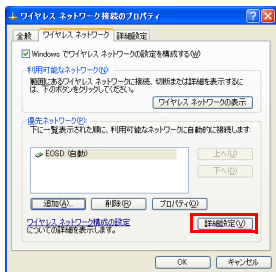 ワイヤレス ネットワーク接続のプロパティ
全般 ワイヤレス ネットワーク 詳細設定
Windows でワイヤレス ネットワークの設定を構成する(W)
利用可能なネットワーク(N):
範囲にあるワイヤレス ネットワークに接続、切断または詳細を表示するに
は、下のボタンをクリックしてください。
ワイヤレス ネットワークの表示
優先ネットワーク(P):
下に一覧表示された順に、利用可能なネットワークに自動的に接続します:
EOSD (自動)
上へ(U)
下へ(D)
追加(A)... 削除(R) プロパティ(O)
ワイヤレス ネットワーク構成の設定
についての詳細を表示します。
詳細設定(V)
OK キャンセル